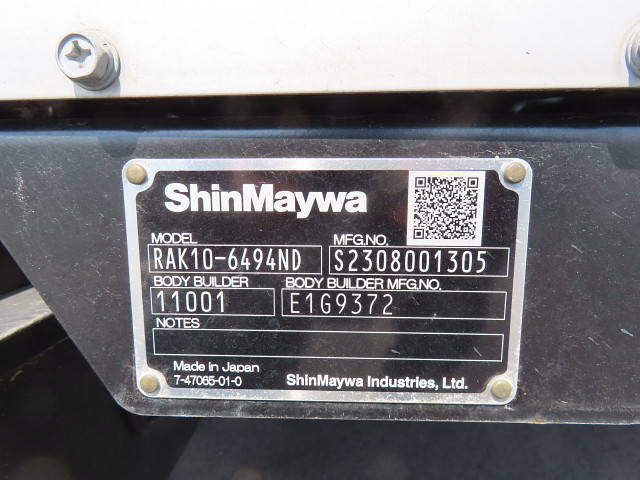 ShinMaywa
MODEL MFG.NO.
RAK10-6494ND S2308001305
BODY BUILDER BODY BUILDER MFG.NO.
11001 E1G9372
NOTES
Made in Japan
7-47065-01-0 ShinMaywa Industries, Ltd.